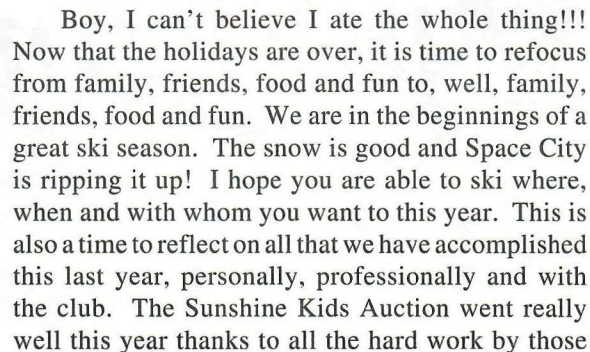 Boy, I can't believe I ate the whole thing!!!
Now that the holidays are over, it is time to refocus
from family, friends, food and fun to, well, family,
friends, food and fun. We are in the beginnings of a
great ski season. The snow is good and Space City
is ripping it up! I hope you are able to ski where,
when and with whom you want to this year. This is
also a time to reflect on all that we have accomplished
this last year, personally, professionally and with
the club. The Sunshine Kids Auction went really
well this year thanks to all the hard work by those